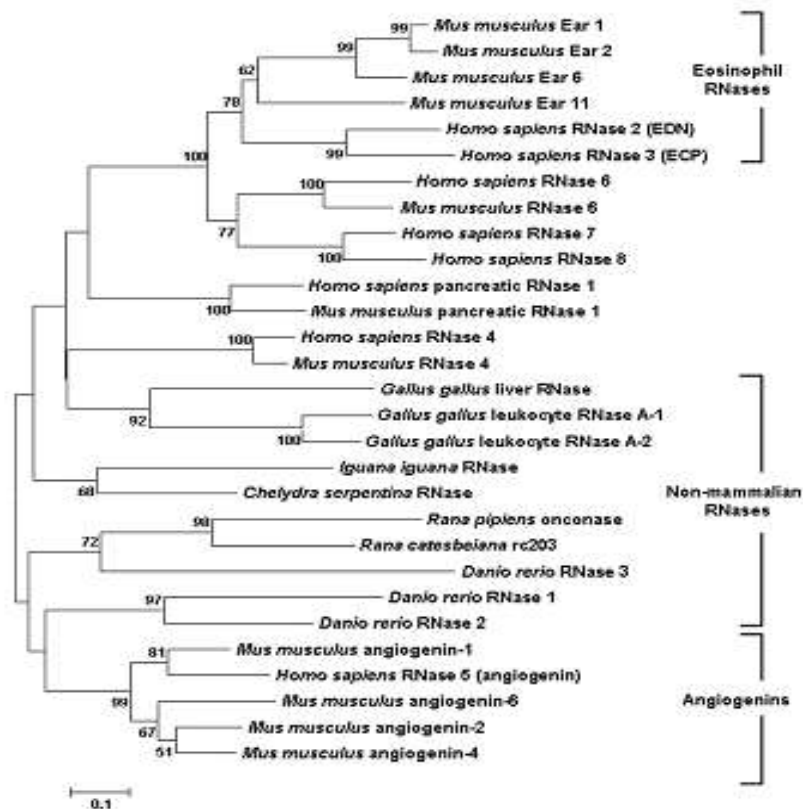 Mus musculus Ear 1
Mus musculus Ear 2
Mus musculus Ear 6
Mus musculus Ear 11
Homo sapiens RNase 2 (EDN)
Homo sapiens RNase 3 (ECP)
Homo sapiens RNase 6
Mus musculus RNase 6
Homo sapiens RNase 7
Homo sapiens RNase 8
Homo sapiens pancreatic RNase 1
Mus musculus pancreatic RNase 1
Homo sapiens RNase 4
Mus musculus RNase 4
Gallus gallus liver RNase
Gallus gallus leukocyte RNase A-1
Gallus gallus leukocyte RNase A-2
Iguana iguana RNase
Chelydra serpentina RNase
Rana pipiens onconase
Rana catesbeiana rc203
Danio rerio RNase 3
Danio rerio RNase 1
Danio rerio RNase 2
Mus musculus angiogenin-1
Homo sapiens RNase 5 (angiogenin)
Mus musculus angiogenin-6
Mus musculus angiogenin-2
Mus musculus angiogenin-4
Eosinophil
RNases
Non-mammalian
RNases
Angiogenins
99
99
62
78
99
100
100
77
100
100
100
92
100
68
98
72
97
81
99
67
51
0.1